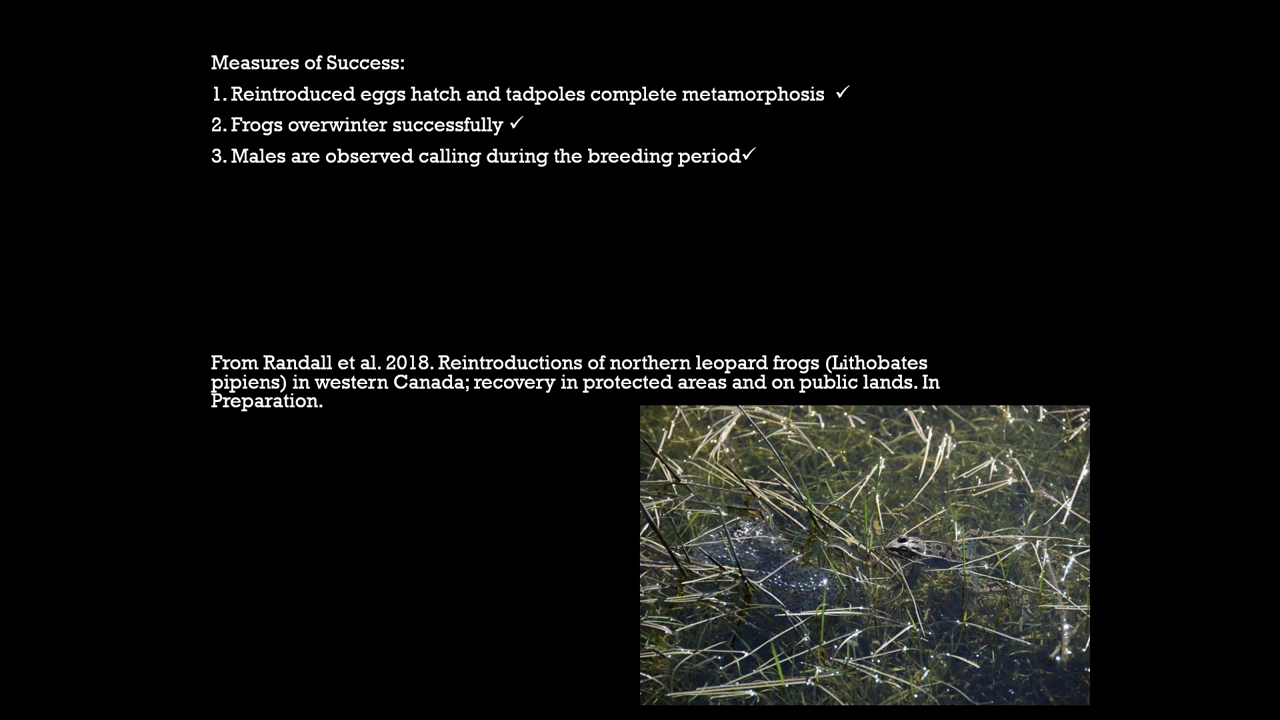 Measures of Success:
1. Reintroduced eggs hatch and tadpoles complete metamorphosis ✓
2. Frogs overwinter successfully ✓
3. Males are observed calling during the breeding period✓
From Randall et al. 2018. Reintroductions of northern leopard frogs (Lithobates
pipiens) in western Canada; recovery in protected areas and on public lands. In
Preparation.